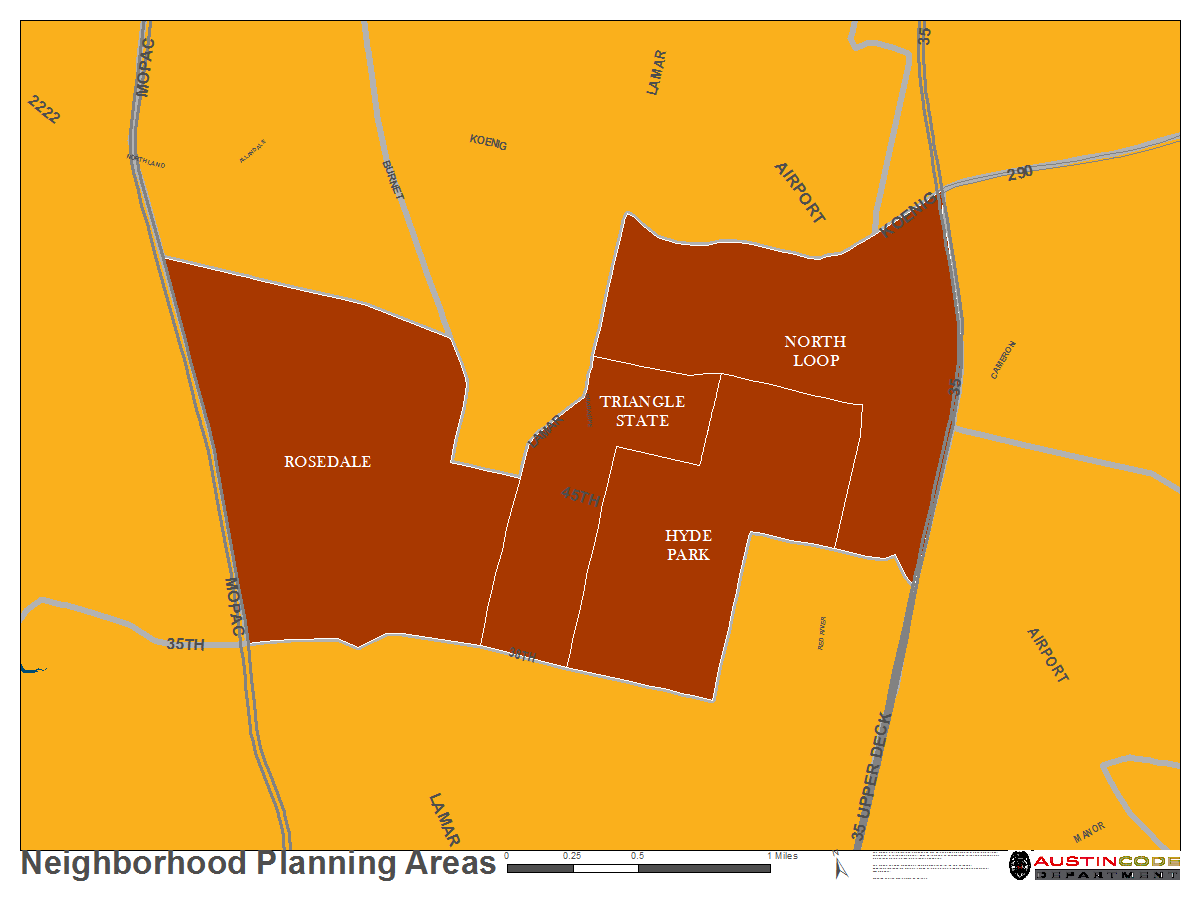 35
MOPAC
LAMAR
2222
KOENIG
ALLANDALE
NORTHLAND
BURNET
AIRPORT
290
KOENIG
NORTH
LOOP
CAMERON
35
TRIANGLE
STATE
LAMAR
ROSEDALE
45TH
HYDE
PARK
MOPAC
RED RIVER
35TH
38TH
AIRPORT
35 UPPER DECK
LAMAR
MANOR
Neighborhood Planning Areas
0 0.25 0.5 1 Miles
N
AUSTINCODE
DEPARTMENT